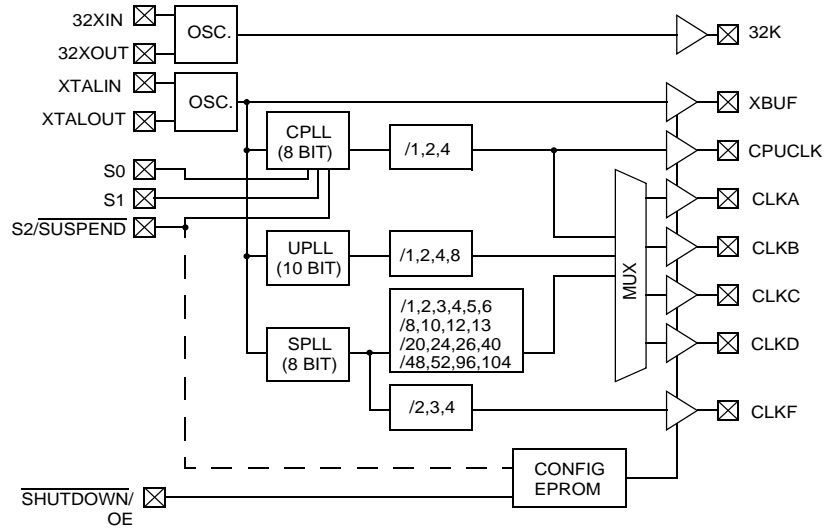 32XIN
32XOUT
OSC.
32K
XTALIN
XTALOUT
OSC.
XBUF
CPLL
(8 BIT)
/1,2,4
CPUCLK
S0
S1
S2/SUSPEND
CLKA
CLKB
CLKC
CLKD
MUX
UPLL
(10 BIT)
/1,2,4,8
SPLL
(8 BIT)
/1,2,3,4,5,6
/8,10,12,13
/20,24,26,40
/48,52,96,104
/2,3,4
CLKF
CONFIG
EPROM
SHUTDOWN/
OE